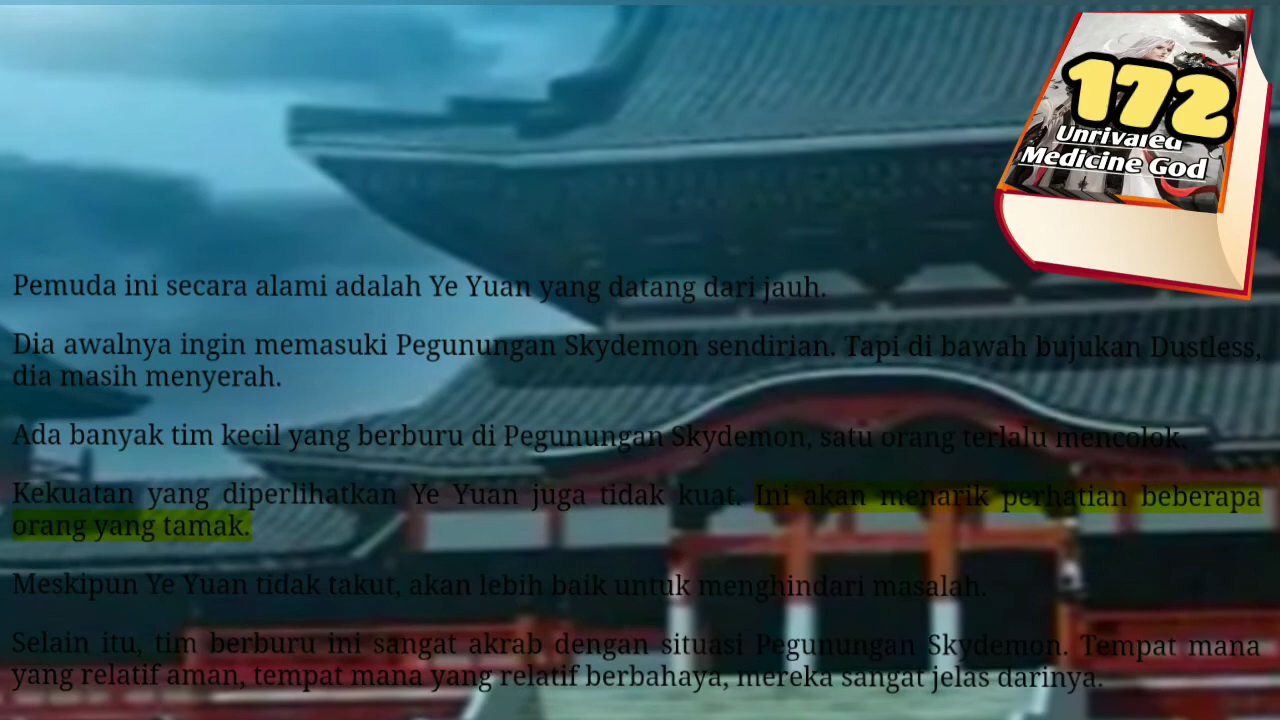 172
Unrivaled
Medicine God
Pemuda ini secara alami adalah Ye Yuan yang datang dari jauh.
Dia awalnya ingin memasuki Pegunungan Skydemon sendirian. Tapi di bawah bujukan Dustless,
dia masih menyerah.
Ada banyak tim kecil yang berburu di Pegunungan Skydemon, satu orang terlalu mencolok.
Kekuatan yang diperlihatkan Ye Yuan juga tidak kuat. Ini akan menarik perhatian beberapa
orang yang tamak.
Meskipun Ye Yuan tidak takut, akan lebih baik untuk menghindari masalah.
Selain itu, tim berburu ini sangat akrab dengan situasi Pegunungan Skydemon. Tempat mana
yang relatif aman, tempat mana yang relatif berbahaya, mereka sangat jelas darinya.